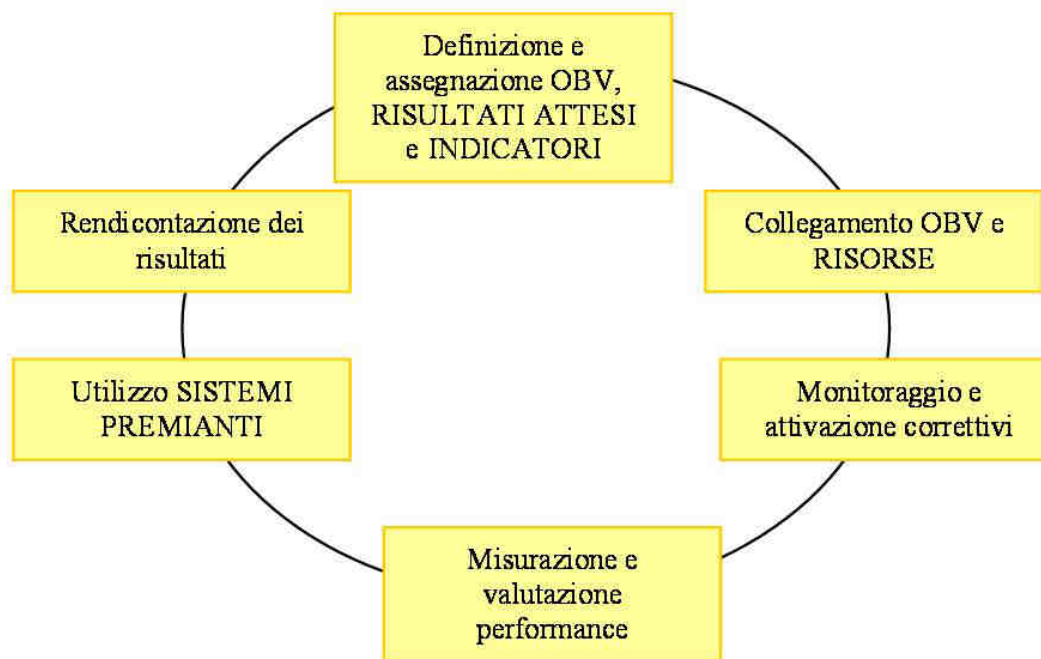 Definizione e
assegnazione OBV,
RISULTATI ATTESI
e INDICATORI
Collegamento OBV e
RISORSE
Monitoraggio e
attivazione correttivi
Misurazione e
valutazione
performance
Utilizzo SISTEMI
PREMIANTI
Rendicontazione dei
risultati